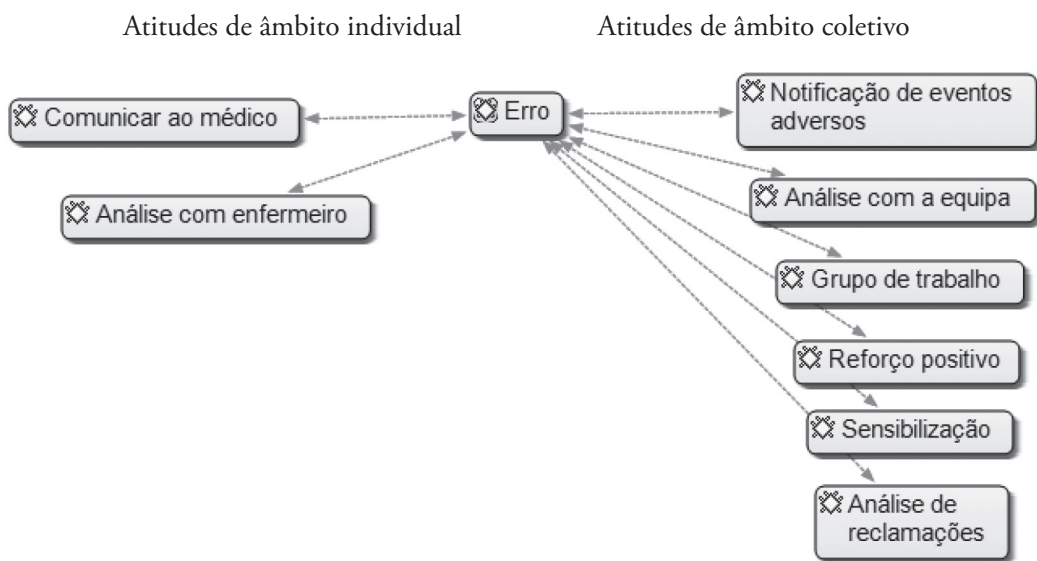 Atitudes de âmbito individual
Atitudes de âmbito coletivo
Comunicar ao médico
Análise com enfermeiro
Erro
Notificação de eventos
adversos
Análise com a equipa
Grupo de trabalho
Reforço positivo
Sensibilização
Análise de
reclamações